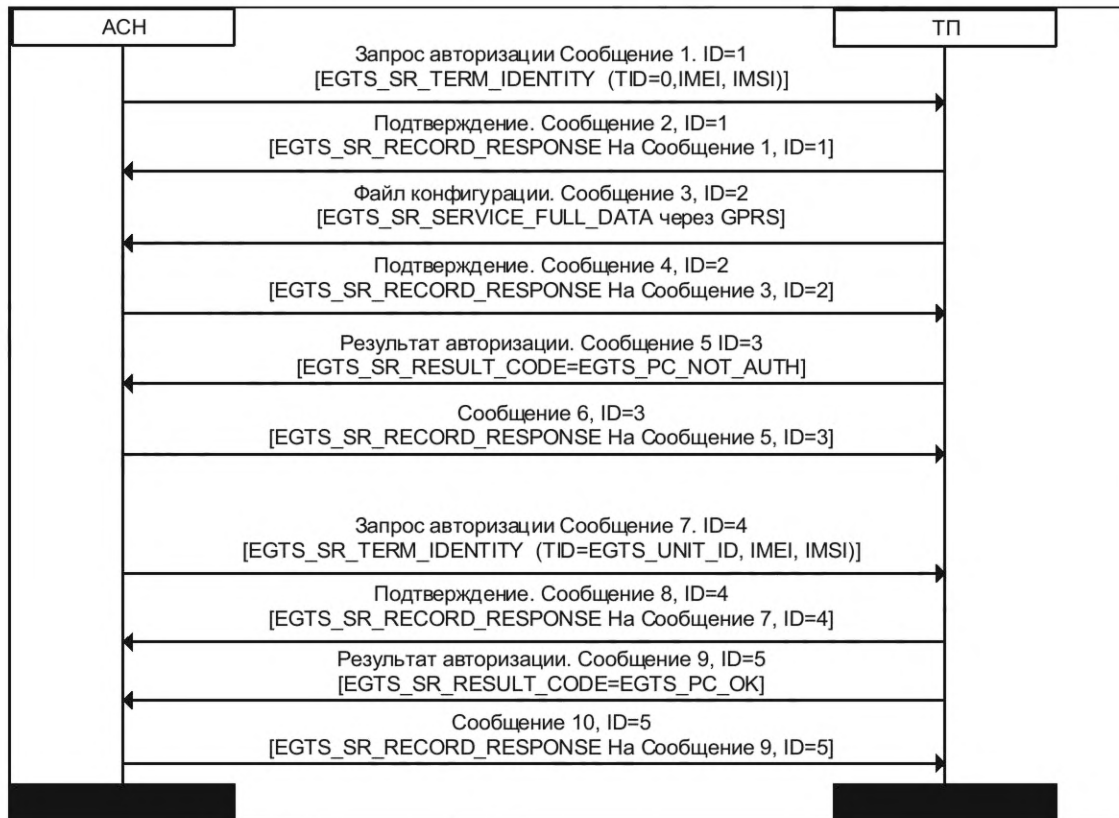 АСН
ТП
Запрос авторизации Сообщение 1. ID=1
[EGTS_SR_TERM_IDENTITY (TID=0,IMEI, IMSI)]
Подтверждение. Сообщение 2, ID=1
[EGTS_SR_RECORD_RESPONSE На Сообщение 1, ID=1]
Файл конфигурации. Сообщение 3, ID=2
[EGTS_SR_SERVICE_FULL_DATA через GPRS]
Подтверждение. Сообщение 4, ID=2
[EGTS_SR_RECORD_RESPONSE На Сообщение 3, ID=2]
Результат авторизации. Сообщение 5 ID=3
[EGTS_SR_RESULT_CODE=EGTS_PC_NOT_AUTH]
Сообщение 6, ID=3
[EGTS_SR_RECORD_RESPONSE На Сообщение 5, ID=3]
Запрос авторизации Сообщение 7. ID=4
[EGTS_SR_TERM_IDENTITY (TID=EGTS_UNIT_ID, IMEI, IMSI)]
Подтверждение. Сообщение 8, ID=4
[EGTS_SR_RECORD_RESPONSE На Сообщение 7, ID=4]
Результат авторизации. Сообщение 9, ID=5
[EGTS_SR_RESULT_CODE=EGTS_PC_OK]
Сообщение 10, ID=5
[EGTS_SR_RECORD_RESPONSE На Сообщение 9, ID=5]